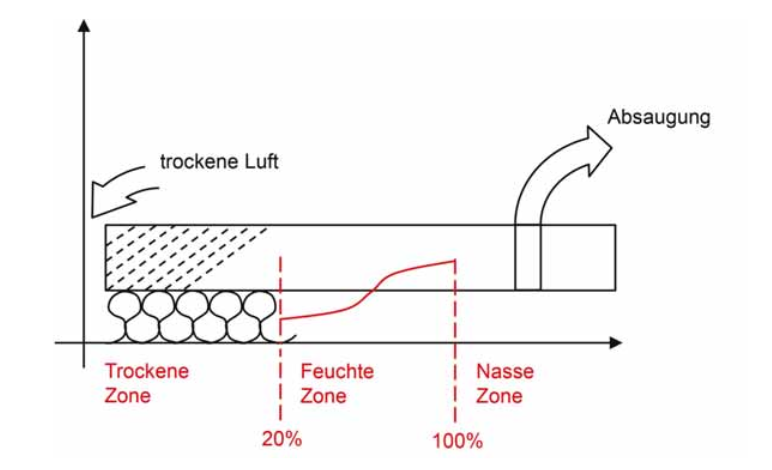 Absaugung
trockene Luft
Trockene
Zone
Feuchte
Zone
Nasse
Zone
20%
100%